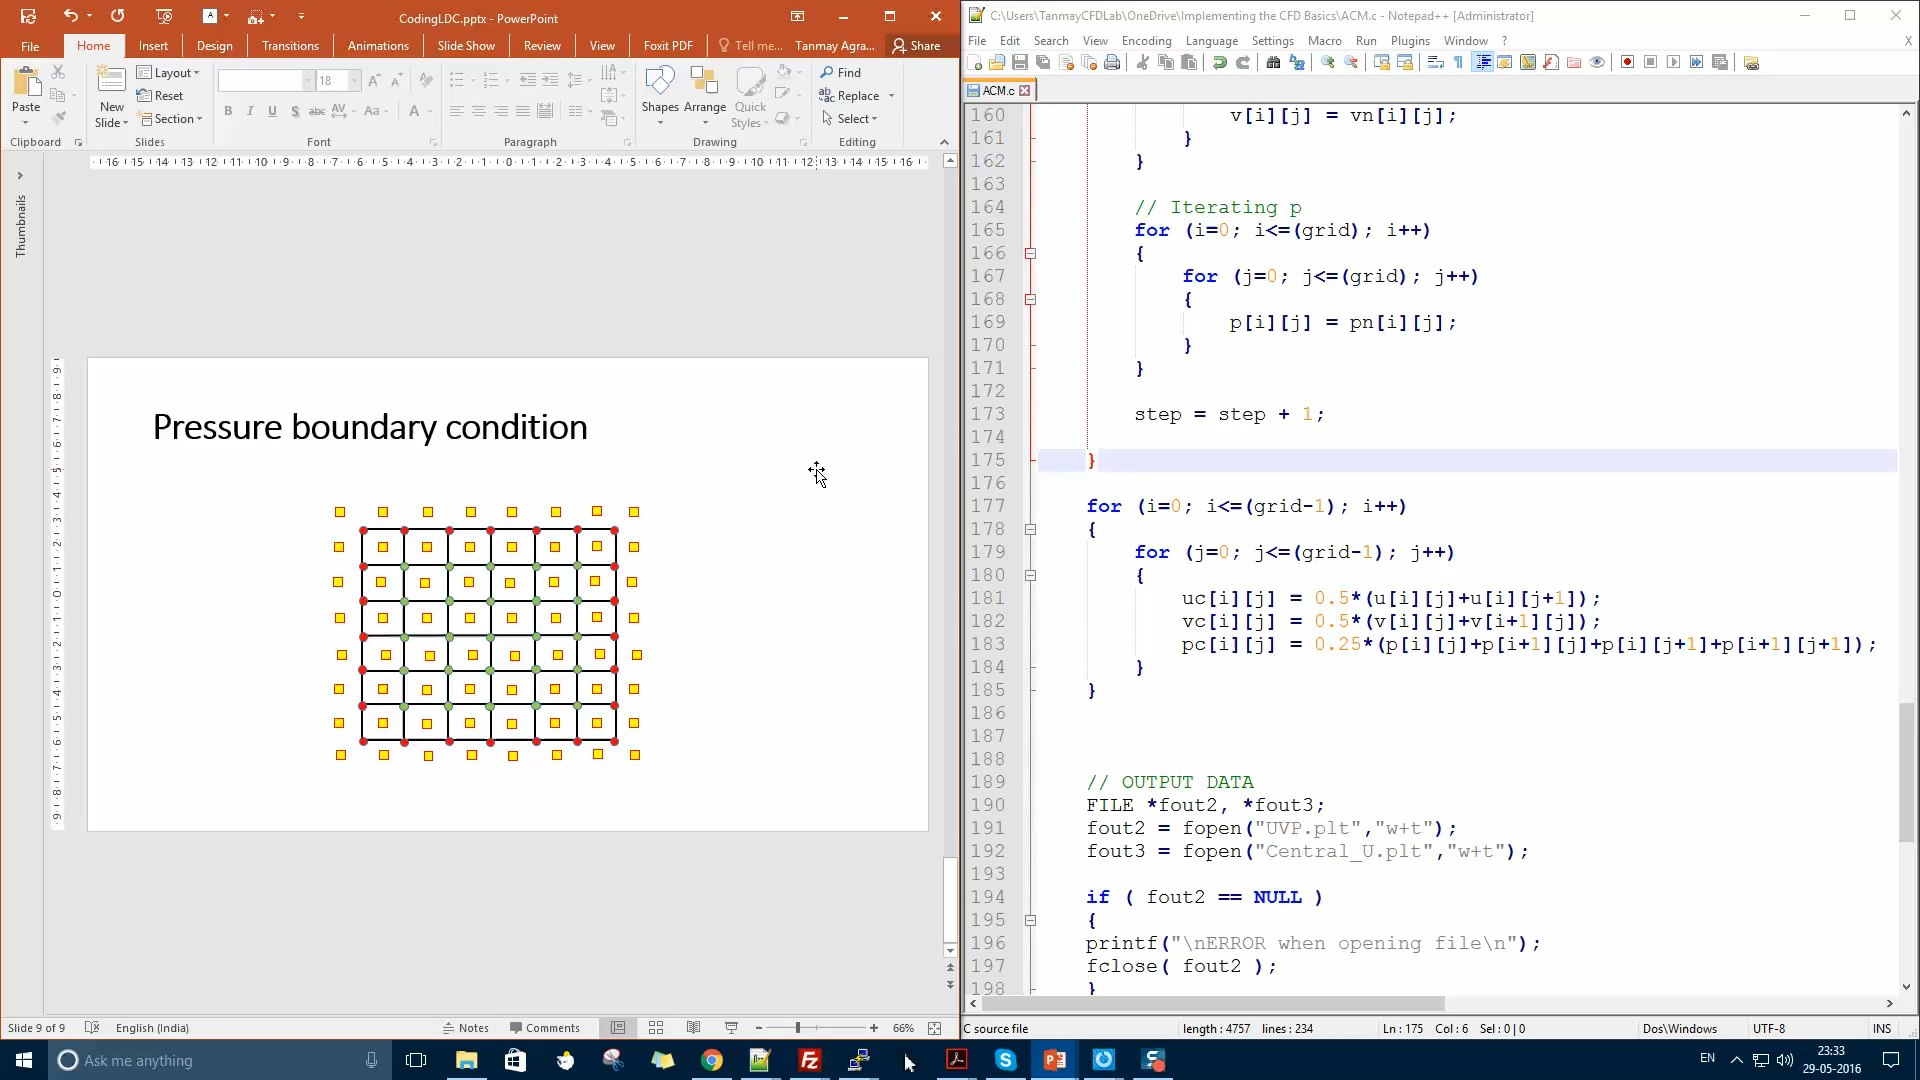 CodingLDC.pptx - PowerPoint
File Home Insert Design Transitions Animations Slide Show Review View Foxit PDF Tell me... Tanmay Agra... Share
Paste
New
Slide
Layout
Reset
Section
18
Shapes Arrange Quick
Styles
Find
Replace
Select
Clipboard Slides Font Paragraph Drawing Editing
Thumbnails
Pressure boundary condition
Slide 9 of 9 English (India) Notes Comments 66%
C:\Users\TanmayCFDLab\OneDrive\Implementing the CFD Basics\ACM.c - Notepad++ [Administrator]
File Edit Search View Encoding Language Settings Macro Run Plugins Window ? X
ACM.c
160 v[i][j] = vn[i][j];
161 }
162 }
163
164 // Iterating p
165 for (i=0; i<=(grid); i++)
166 {
167 for (j=0; j<=(grid); j++)
168 {
169 p[i][j] = pn[i][j];
170 }
171 }
172
173 step = step + 1;
174
175 }
176
177 for (i=0; i<=(grid-1); i++)
178 {
179 for (j=0; j<=(grid-1); j++)
180 {
181 uc[i][j] = 0.5*(u[i][j]+u[i][j+1]);
182 vc[i][j] = 0.5*(v[i][j]+v[i+1][j]);
183 pc[i][j] = 0.25*(p[i][j]+p[i+1][j]+p[i][j+1]+p[i+1][j+1]);
184 }
185 }
186
187
188
189 // OUTPUT DATA
190 FILE *fout2, *fout3;
191 fout2 = fopen("UVP.plt","w+t");
192 fout3 = fopen("Central_U.plt","w+t");
193
194 if ( fout2 == NULL )
195 {
196 printf("\nERROR when opening file\n");
197 fclose( fout2 );
198 }
C source file length : 4757 lines : 234 Ln : 175 Col : 6 Sel : 0 | 0 Dos\Windows UTF-8 INS
Ask me anything
EN
23:33
29-05-2016